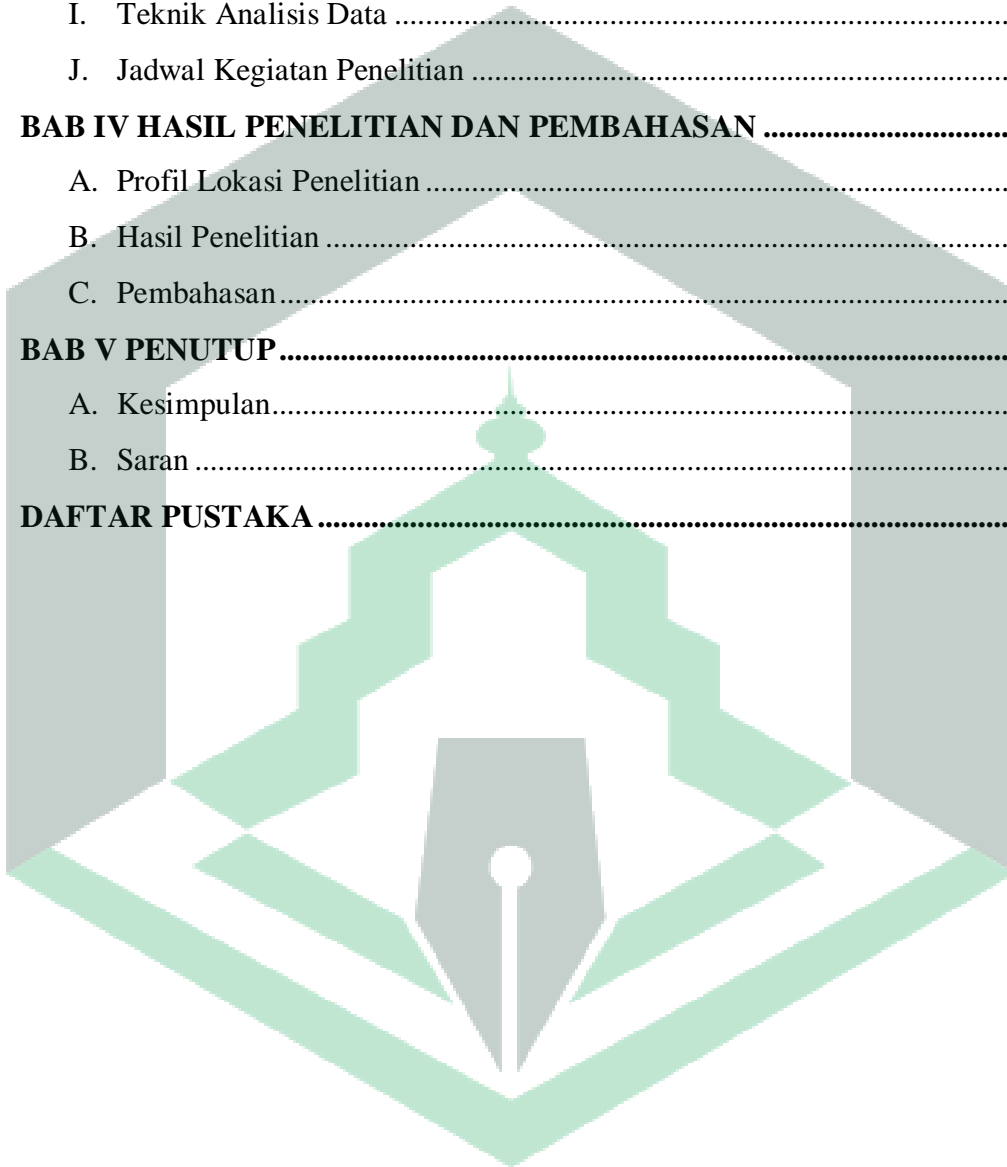 I. Teknik Analisis Data ........................................................................
J. Jadwal Kegiatan Penelitian ........................................................................
BAB IV HASIL PENELITIAN DAN PEMBAHASAN ........................................
A. Profil Lokasi Penelitian ........................................................................
B. Hasil Penelitian ........................................................................
C. Pembahasan ........................................................................
BAB V PENUTUP ........................................................................
A. Kesimpulan ........................................................................
B. Saran ........................................................................
DAFTAR PUSTAKA ........................................................................